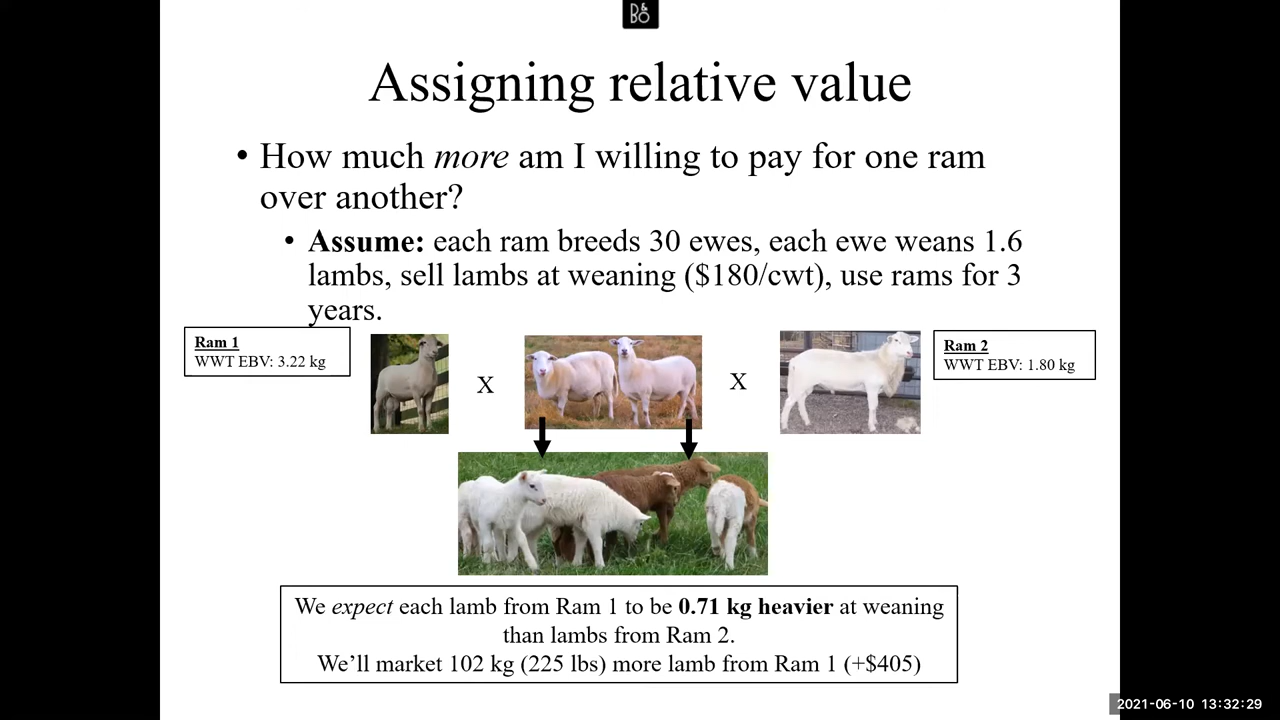 B&O
Assigning relative value
• How much more am I willing to pay for one ram
over another?
• Assume: each ram breeds 30 ewes, each ewe weans 1.6
lambs, sell lambs at weaning ($180/cwt), use rams for 3
years.
Ram 1
WWT EBV: 3.22 kg
X
X
Ram 2
WWT EBV: 1.80 kg
We expect each lamb from Ram 1 to be 0.71 kg heavier at weaning
than lambs from Ram 2.
We’ll market 102 kg (225 lbs) more lamb from Ram 1 (+$405)
2021-06-10 13:32:29